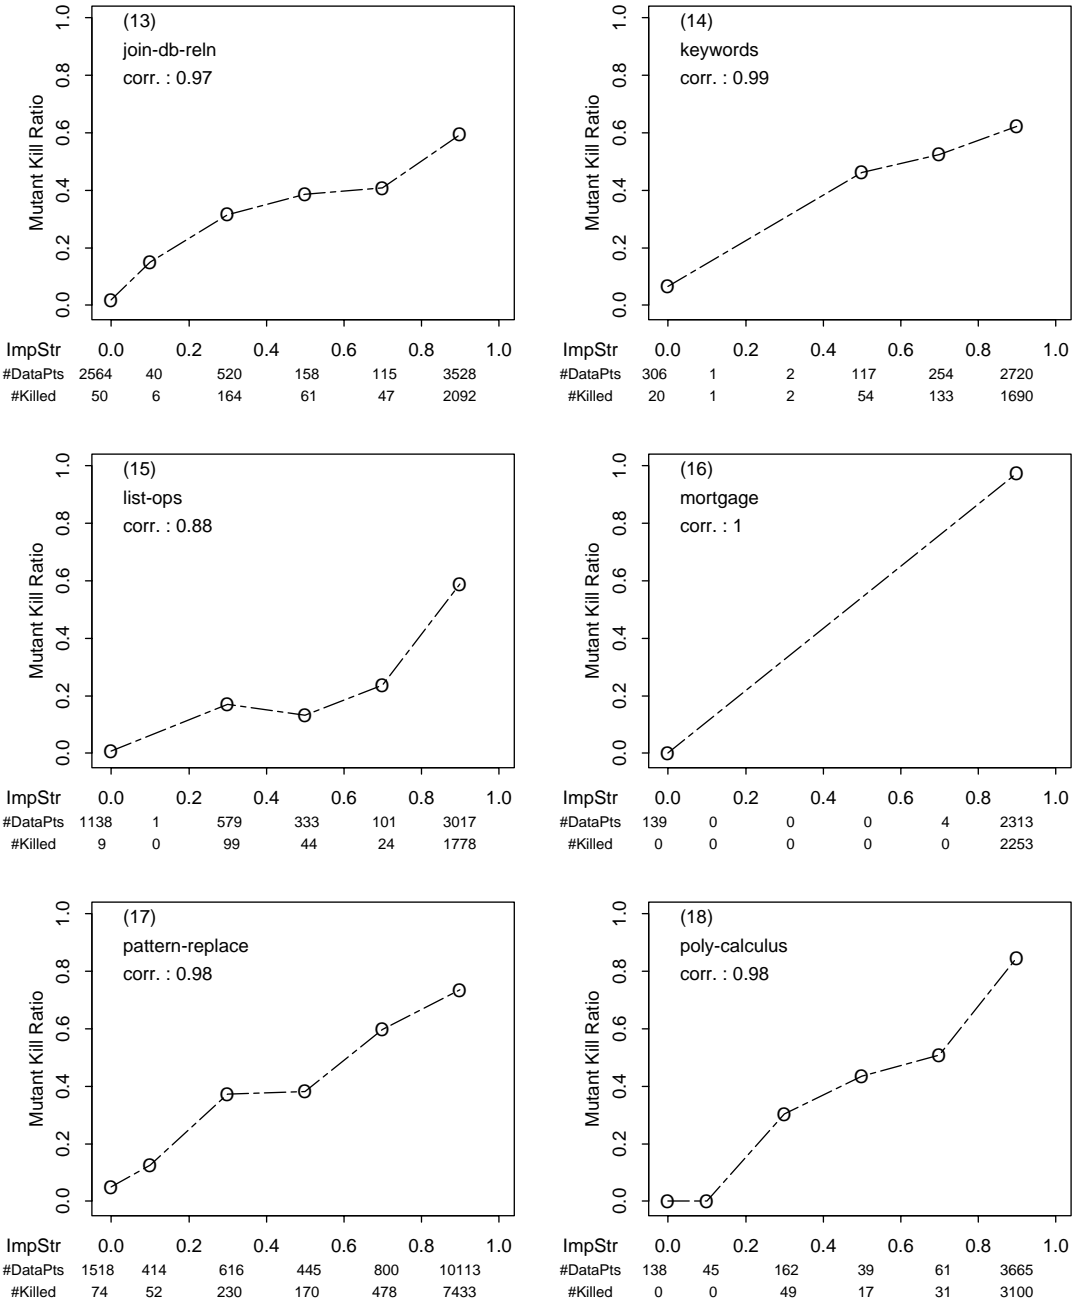 (13)
join-db-reln
corr. : 0.97
Mutant Kill Ratio
0.0 0.2 0.4 0.6 0.8 1.0
ImpStr 0.0 0.2 0.4 0.6 0.8 1.0
#DataPts 2564 40 520 158 115 3528
#Killed 50 6 164 61 47 2092
(14)
keywords
corr. : 0.99
Mutant Kill Ratio
0.0 0.2 0.4 0.6 0.8 1.0
ImpStr 0.0 0.2 0.4 0.6 0.8 1.0
#DataPts 306 1 2 117 254 2720
#Killed 20 1 2 54 133 1690
(15)
list-ops
corr. : 0.88
Mutant Kill Ratio
0.0 0.2 0.4 0.6 0.8 1.0
ImpStr 0.0 0.2 0.4 0.6 0.8 1.0
#DataPts 1138 1 579 333 101 3017
#Killed 9 0 99 44 24 1778
(16)
mortgage
corr. : 1
Mutant Kill Ratio
0.0 0.2 0.4 0.6 0.8 1.0
ImpStr 0.0 0.2 0.4 0.6 0.8 1.0
#DataPts 139 0 0 0 4 2313
#Killed 0 0 0 0 0 2253
(17)
pattern-replace
corr. : 0.98
Mutant Kill Ratio
0.0 0.2 0.4 0.6 0.8 1.0
ImpStr 0.0 0.2 0.4 0.6 0.8 1.0
#DataPts 1518 414 616 445 800 10113
#Killed 74 52 230 170 478 7433
(18)
poly-calculus
corr. : 0.98
Mutant Kill Ratio
0.0 0.2 0.4 0.6 0.8 1.0
ImpStr 0.0 0.2 0.4 0.6 0.8 1.0
#DataPts 138 45 162 39 61 3665
#Killed 0 0 49 17 31 3100